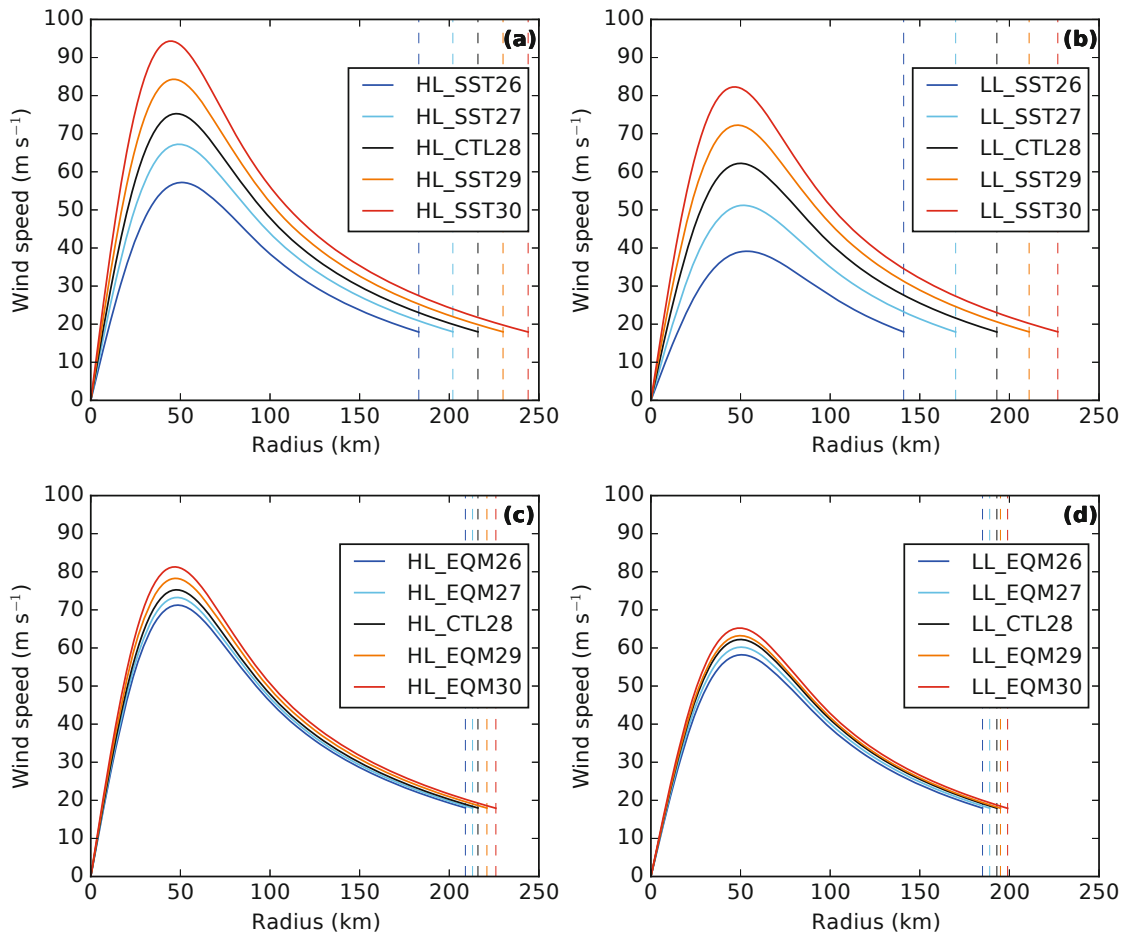 (a)
HL_SST26
HL_SST27
HL_CTL28
HL_SST29
HL_SST30
100
90
80
70
60
50
40
30
20
10
0
Wind speed (m s⁻¹)
0 50 100 150 200 250
Radius (km)
(b)
LL_SST26
LL_SST27
LL_CTL28
LL_SST29
LL_SST30
100
90
80
70
60
50
40
30
20
10
0
Wind speed (m s⁻¹)
0 50 100 150 200 250
Radius (km)
(c)
HL_EQM26
HL_EQM27
HL_CTL28
HL_EQM29
HL_EQM30
100
90
80
70
60
50
40
30
20
10
0
Wind speed (m s⁻¹)
0 50 100 150 200 250
Radius (km)
(d)
LL_EQM26
LL_EQM27
LL_CTL28
LL_EQM29
LL_EQM30
100
90
80
70
60
50
40
30
20
10
0
Wind speed (m s⁻¹)
0 50 100 150 200 250
Radius (km)